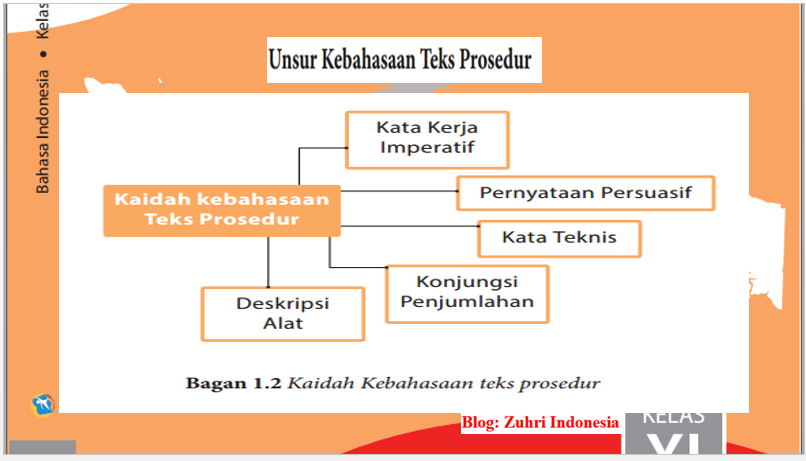 Bahasa Indonesia • Kelas
Unsur Kebahasaan Teks Prosedur
Kata Kerja
Imperatif
Kaidah kebahasaan
Teks Prosedur
Pernyataan Persuasif
Kata Teknis
Konjungsi
Penjumlahan
Deskripsi
Alat
Bagan 1.2 Kaidah Kebahasaan teks prosedur
Blog: Zuhri Indonesia
KELAS
XI